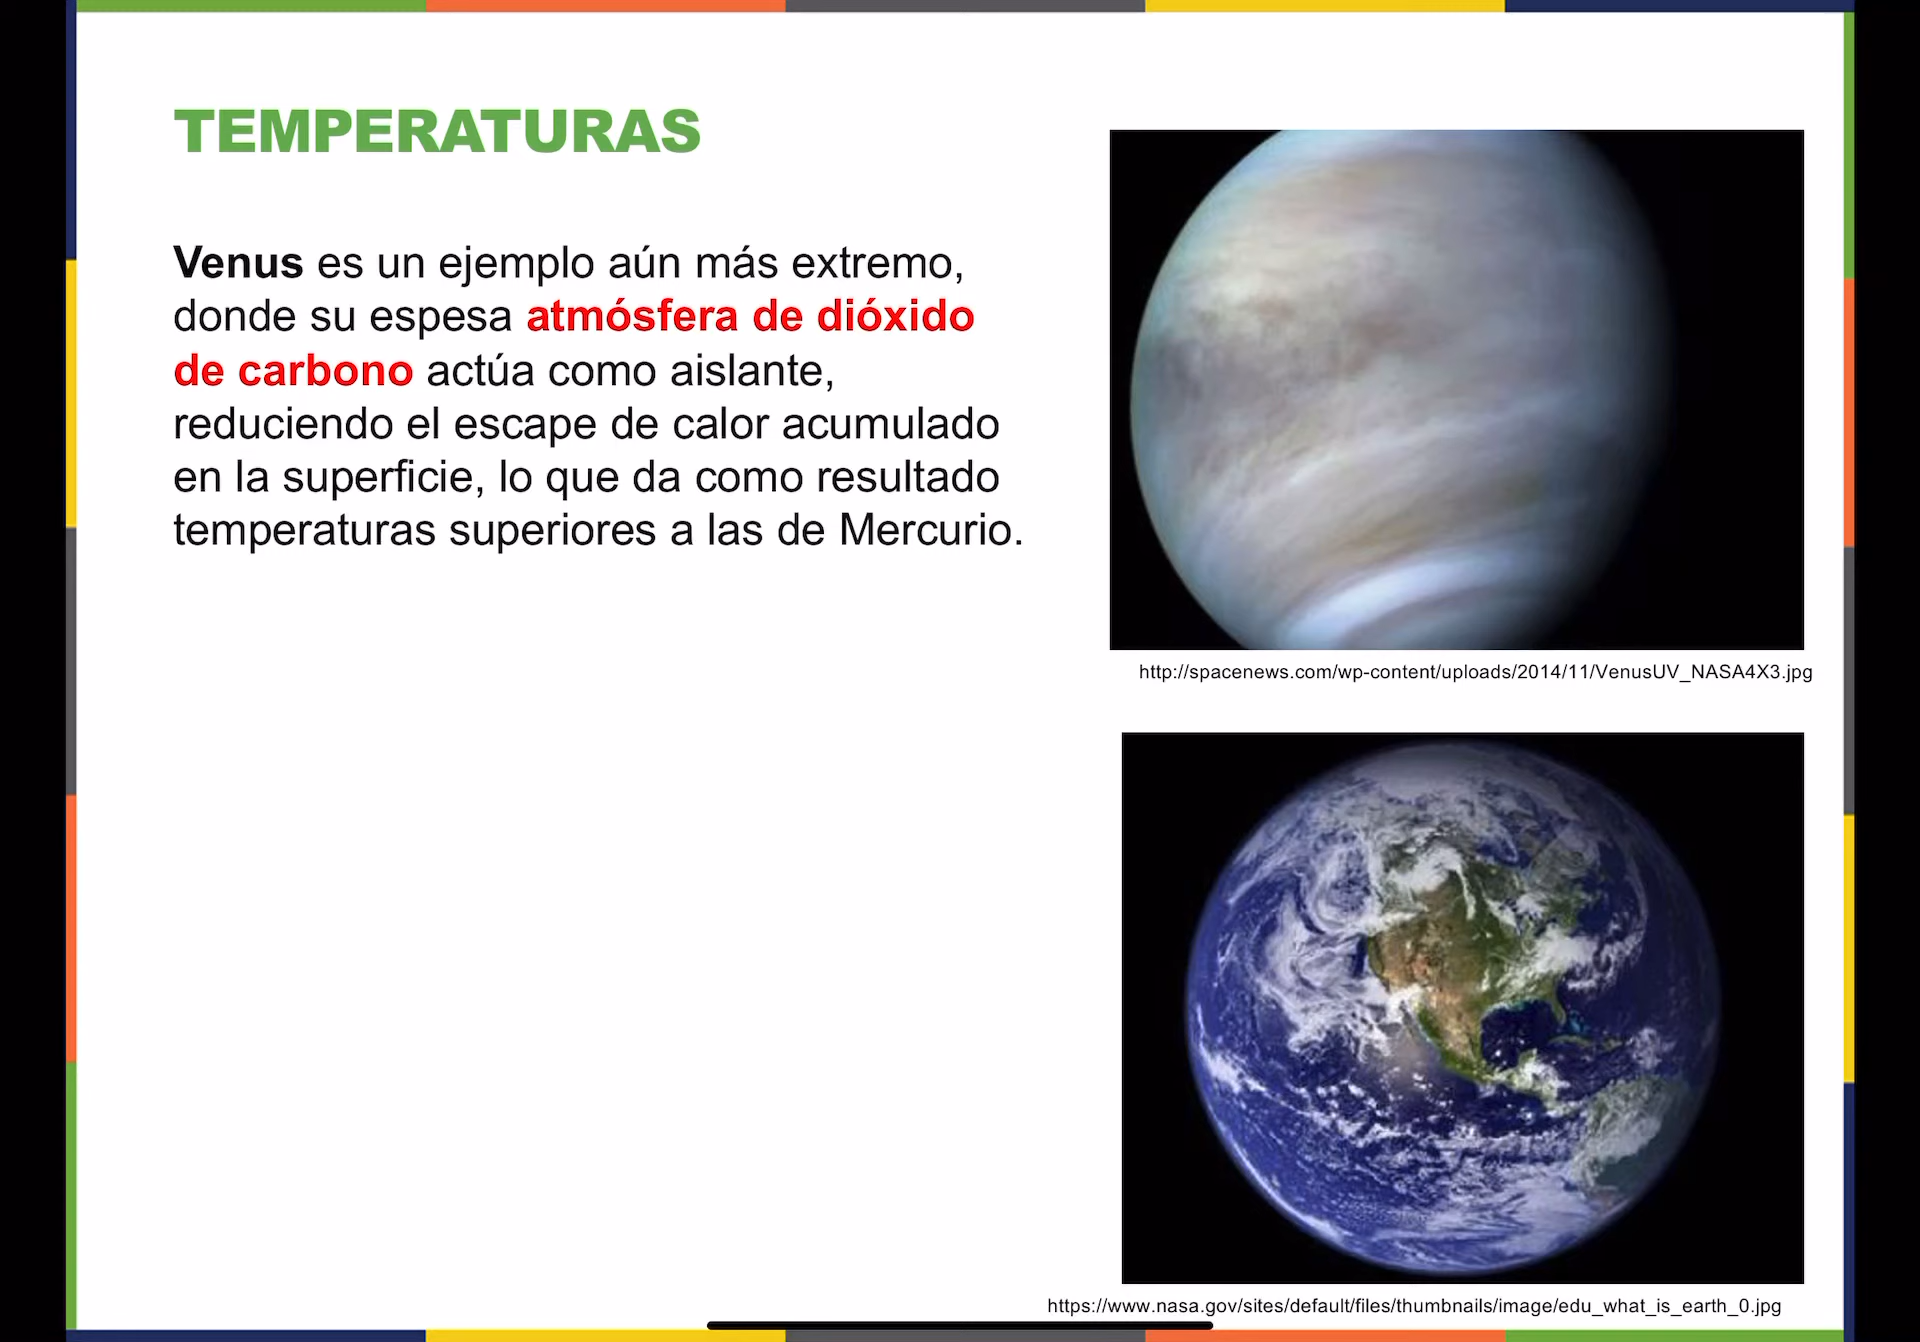 TEMPERATURAS
Venus es un ejemplo aún más extremo,
donde su espesa atmósfera de dióxido
de carbono actúa como aislante,
reduciendo el escape de calor acumulado
en la superficie, lo que da como resultado
temperaturas superiores a las de Mercurio.
http://spacenews.com/wp-content/uploads/2014/11/VenusUV_NASA4X3.jpg
https://www.nasa.gov/sites/default/files/thumbnails/image/edu_what_is_earth_0.jpg